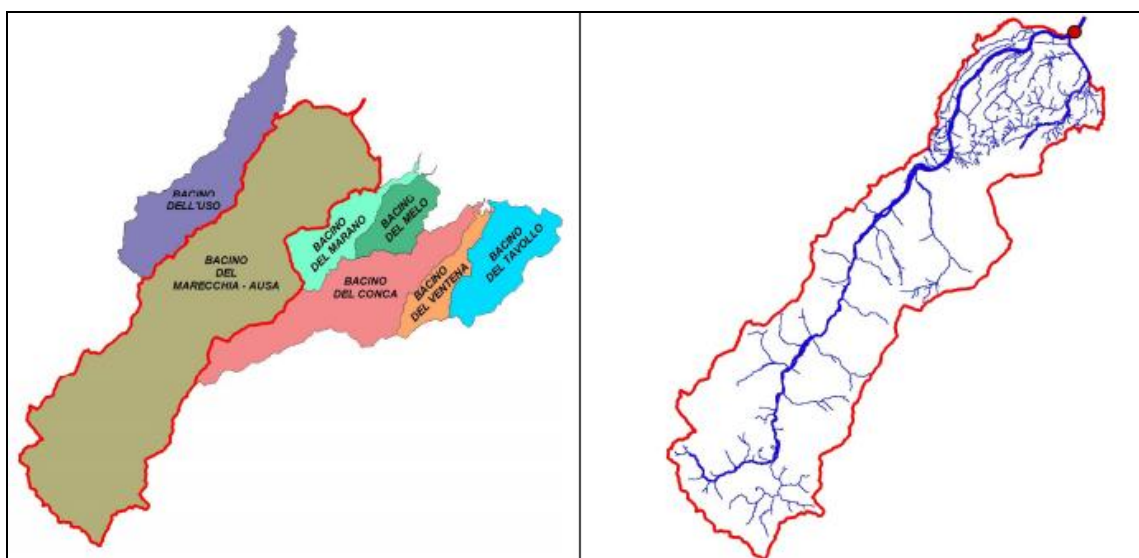 BACINO
DELL'USO
BACINO
DEL
MARECCHIA - AUSA
BACINO
DEL MARANO
BACINO
DEL MELO
BACINO
DEL CONCA
BACINO
DEL VENTENA
BACINO
DEL TAVOLLO